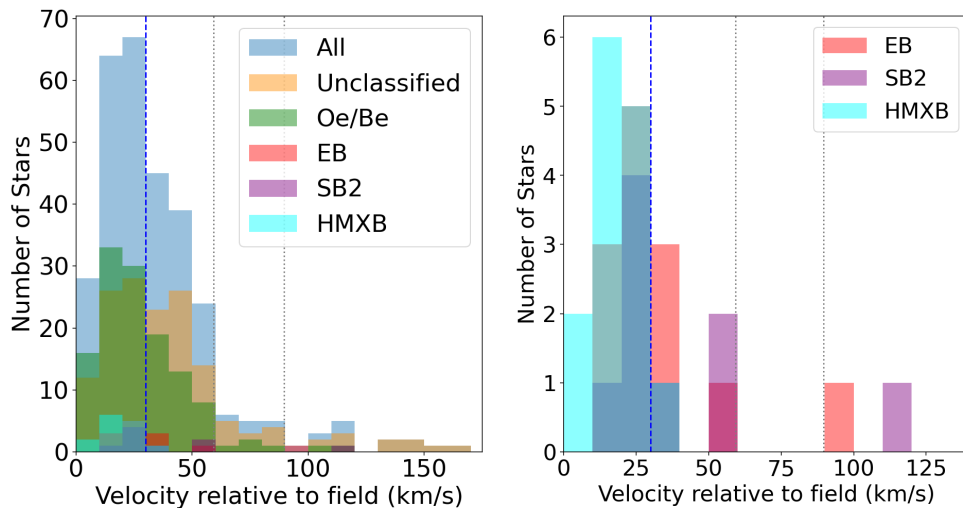 70
60
50
40
30
20
10
0
Number of Stars
All
Unclassified
Oe/Be
EB
SB2
HMXB
0 50 100 150
Velocity relative to field (km/s)
6
5
4
3
2
1
0
Number of Stars
EB
SB2
HMXB
0 25 50 75 100 125
Velocity relative to field (km/s)